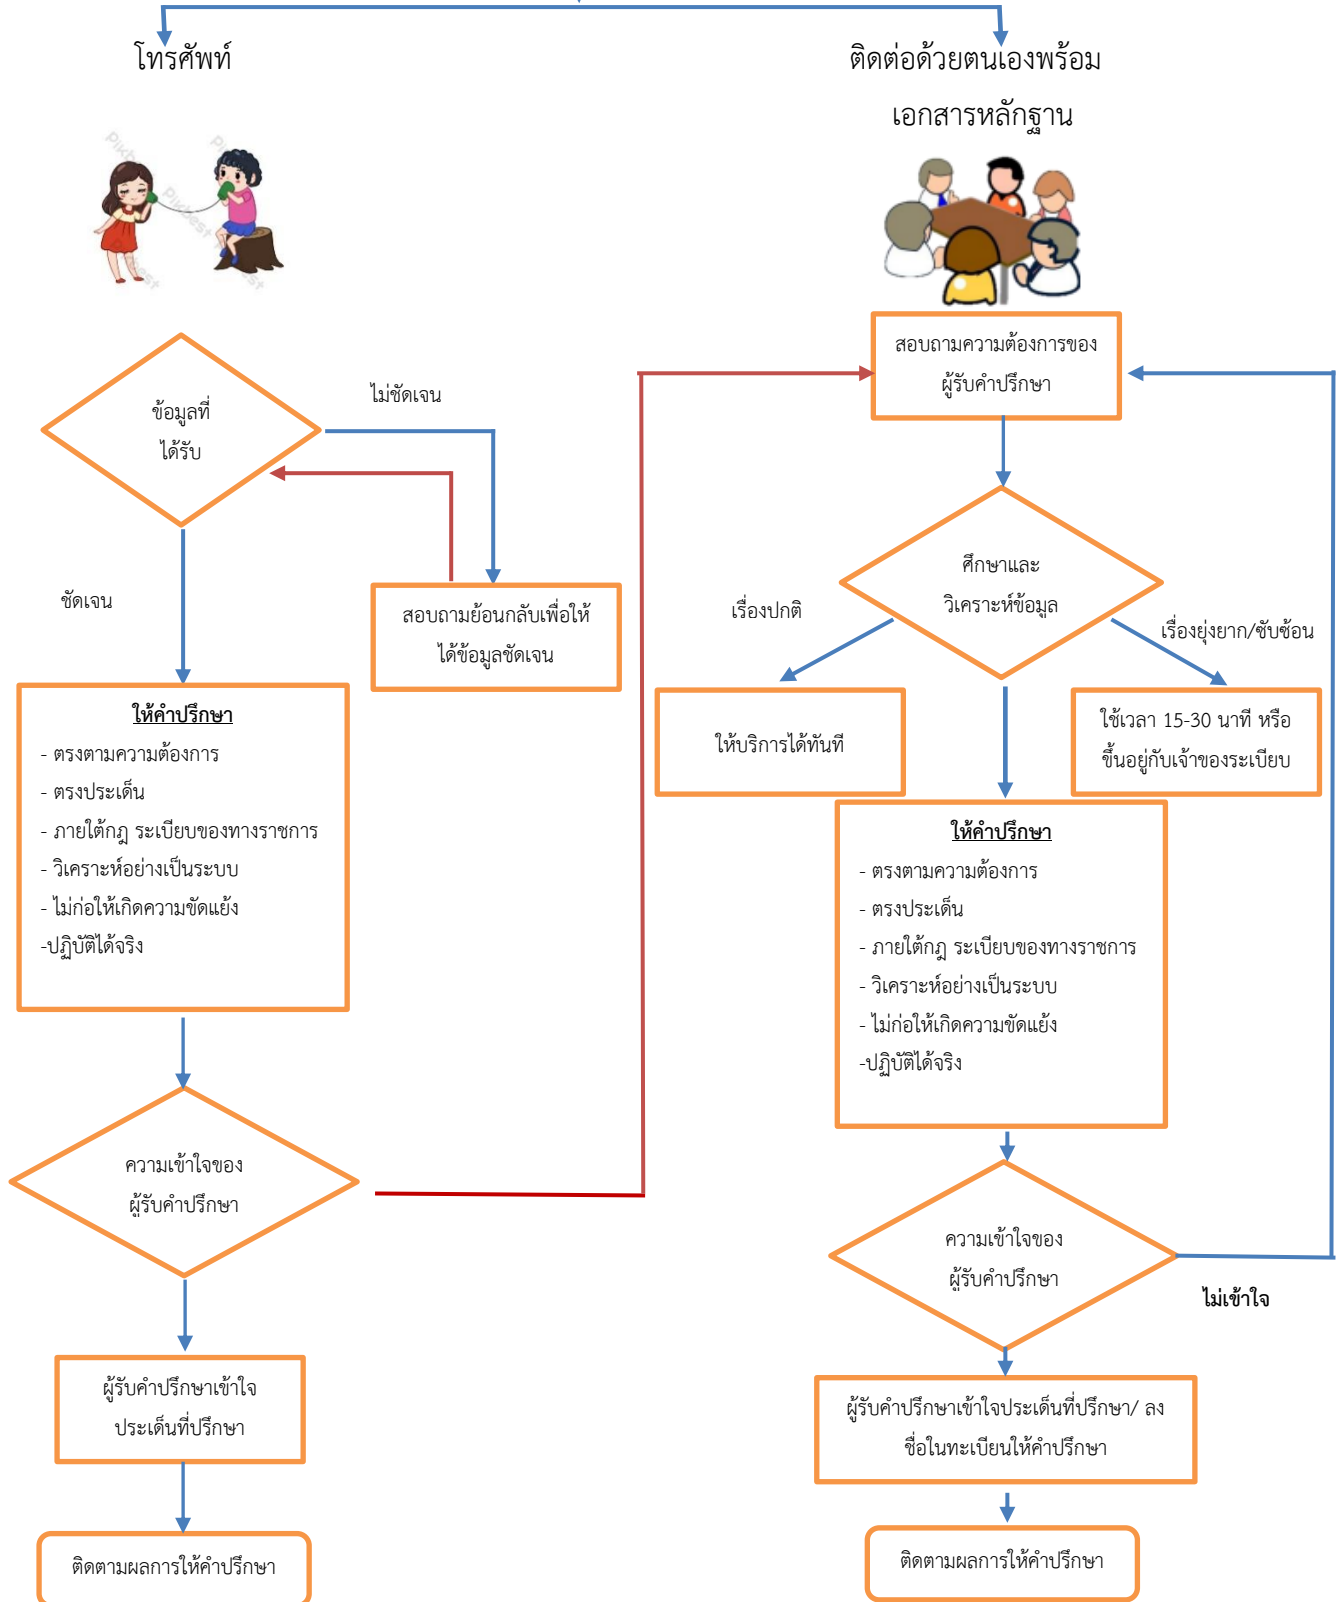 โทรศัพท์
ติดต่อด้วยตนเองพร้อม
เอกสารหลักฐาน
Pikbest
สอบถามความต้องการของ
ผู้รับคำปรึกษา
ข้อมูลที่
ได้รับ
ไม่ชัดเจน
ชัดเจน
สอบถามย้อนกลับเพื่อให้
ได้ข้อมูลชัดเจน
ให้คำปรึกษา
- ตรงตามความต้องการ
- ตรงประเด็น
- ภายใต้กฎ ระเบียบของทางราชการ
- วิเคราะห์อย่างเป็นระบบ
- ไม่ก่อให้เกิดความขัดแย้ง
-ปฏิบัติได้จริง
ความเข้าใจของ
ผู้รับคำปรึกษา
ผู้รับคำปรึกษาเข้าใจ
ประเด็นที่ปรึกษา
ติดตามผลการให้คำปรึกษา
ศึกษาและ
วิเคราะห์ข้อมูล
เรื่องปกติ
เรื่องยุ่งยาก/ซับซ้อน
ให้บริการได้ทันที
ใช้เวลา 15-30 นาที หรือ
ขึ้นอยู่กับเจ้าของระเบียบ
ให้คำปรึกษา
- ตรงตามความต้องการ
- ตรงประเด็น
- ภายใต้กฎ ระเบียบของทางราชการ
- วิเคราะห์อย่างเป็นระบบ
- ไม่ก่อให้เกิดความขัดแย้ง
-ปฏิบัติได้จริง
ความเข้าใจของ
ผู้รับคำปรึกษา
ไม่เข้าใจ
ผู้รับคำปรึกษาเข้าใจประเด็นที่ปรึกษา/ ลง
ชื่อในทะเบียนให้คำปรึกษา
ติดตามผลการให้คำปรึกษา